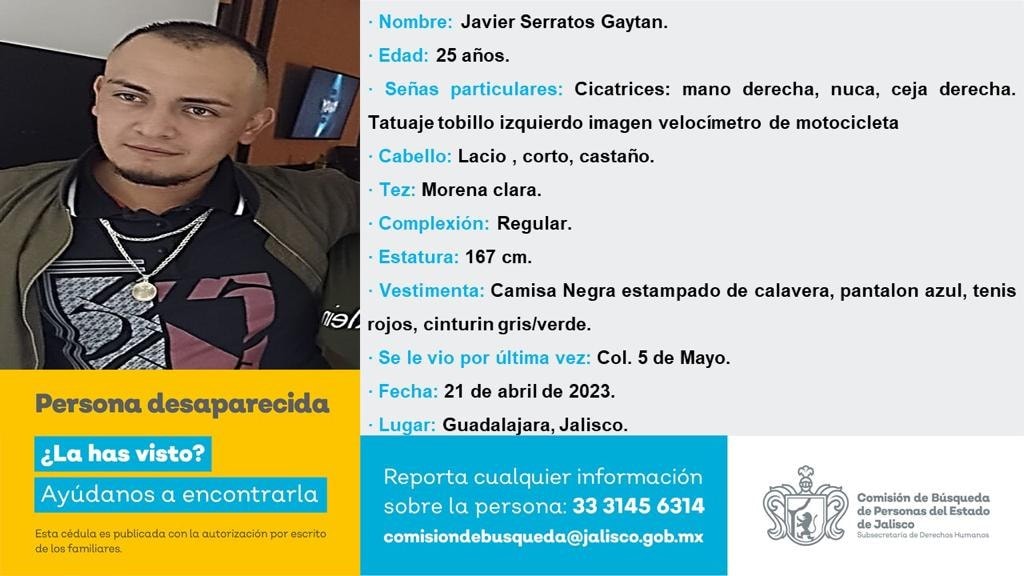 · Nombre: Javier Serratos Gaytan.
· Edad: 25 años.
· Señas particulares: Cicatrices: mano derecha, nuca, ceja derecha.
Tatuaje tobillo izquierdo imagen velocímetro de motocicleta
· Cabello: Lacio , corto, castaño.
· Tez: Morena clara.
· Complexión: Regular.
· Estatura: 167 cm.
· Vestimenta: Camisa Negra estampado de calavera, pantalon azul, tenis
rojos, cinturin gris/verde.
· Se le vio por última vez: Col. 5 de Mayo.
· Fecha: 21 de abril de 2023.
· Lugar: Guadalajara, Jalisco.
Persona desaparecida
¿La has visto?
Ayúdanos a encontrarla
Esta cédula es publicada con la autorización por escrito
de los familiares.
Reporta cualquier información
sobre la persona: 33 3145 6314
comisiondebusqueda@jalisco.gob.mx
Comisión de Búsqueda
de Personas del Estado
de Jalisco
Subsecretaría de Derechos Humanos